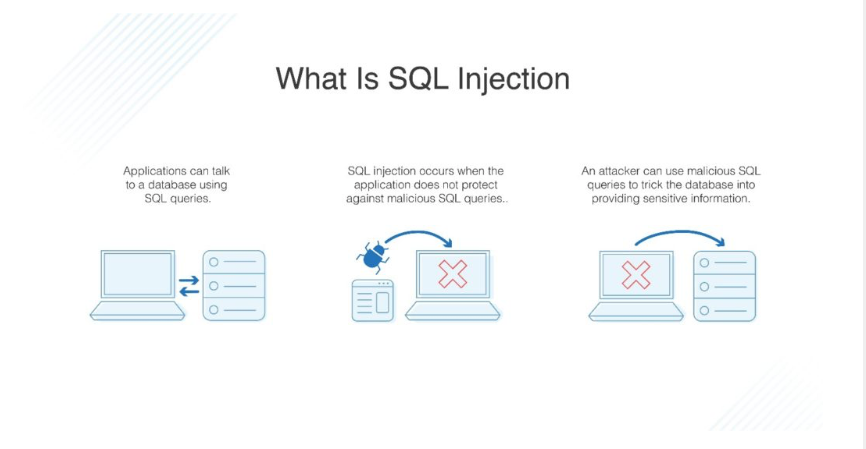 What Is SQL Injection
Applications can talk
to a database using
SQL queries.
SQL injection occurs when the
application does not protect
against malicious SQL queries..
An attacker can use malicious SQL
queries to trick the database into
providing sensitive information.